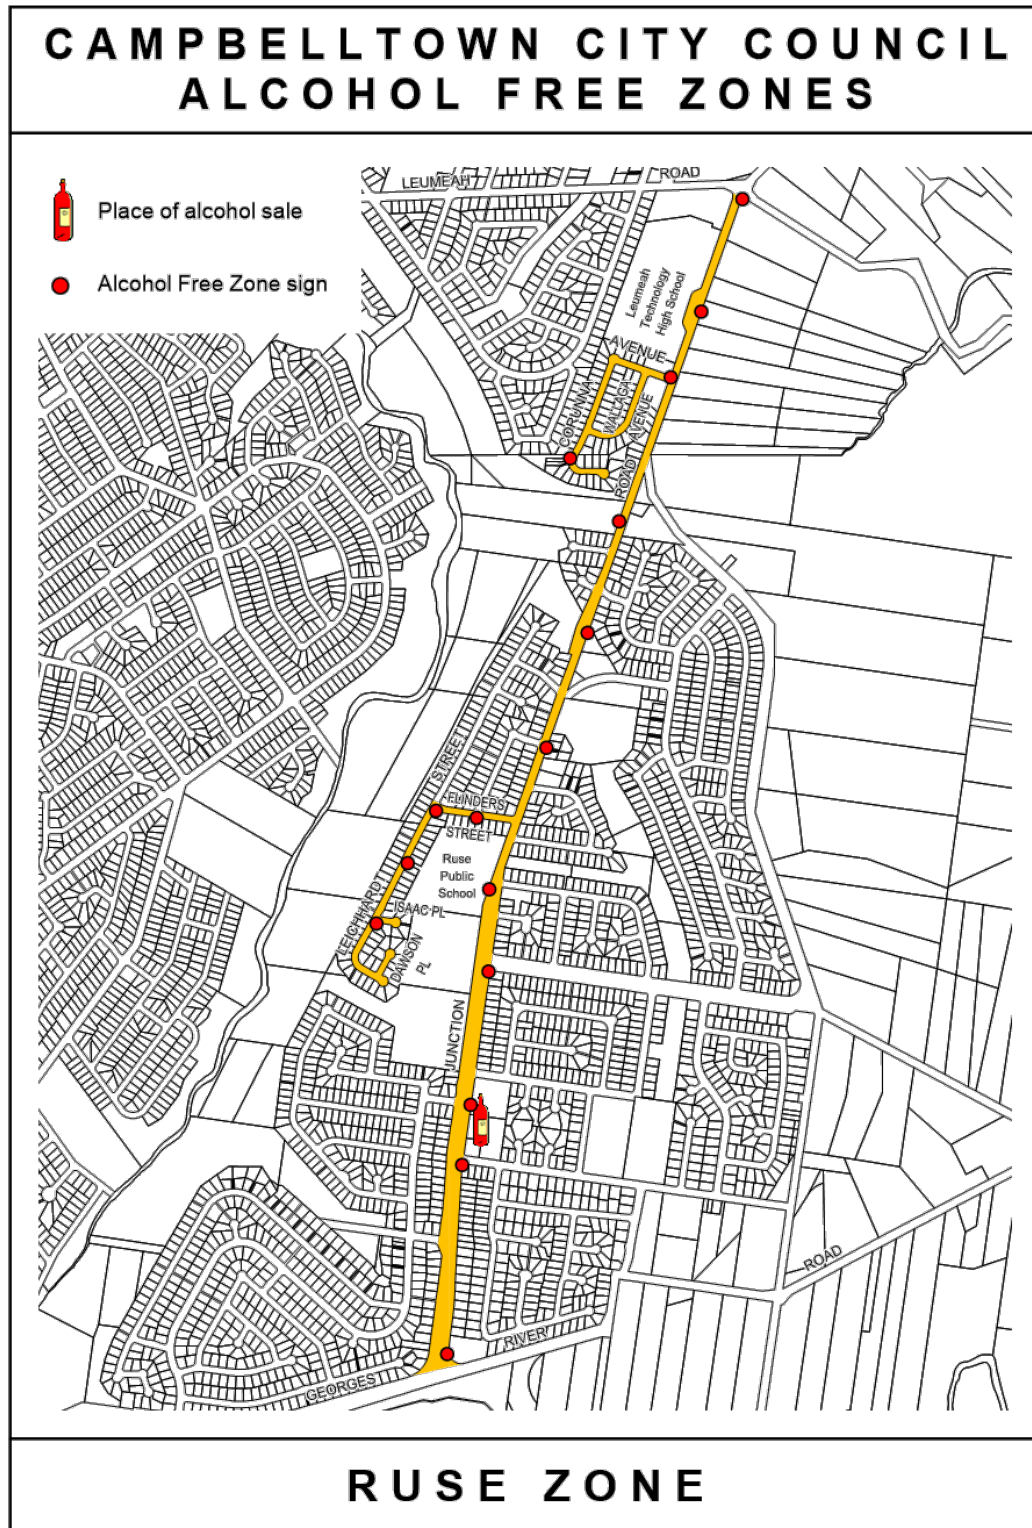 CAMPBELLTOWN CITY COUNCIL
ALCOHOL FREE ZONES
Place of alcohol sale
Alcohol Free Zone sign
LEUMEAH
ROAD
Leumeah
Technology
High School
AVENUE
CORUNNA
WALLAGA
AVENUE
ROAD
STREET
FLINDERS
STREET
Ruse
Public
School
LEICHHARDT
ISAAC PL
DAWSON
PL
JUNCTION
ROAD
RIVER
GEORGES
RUSE ZONE